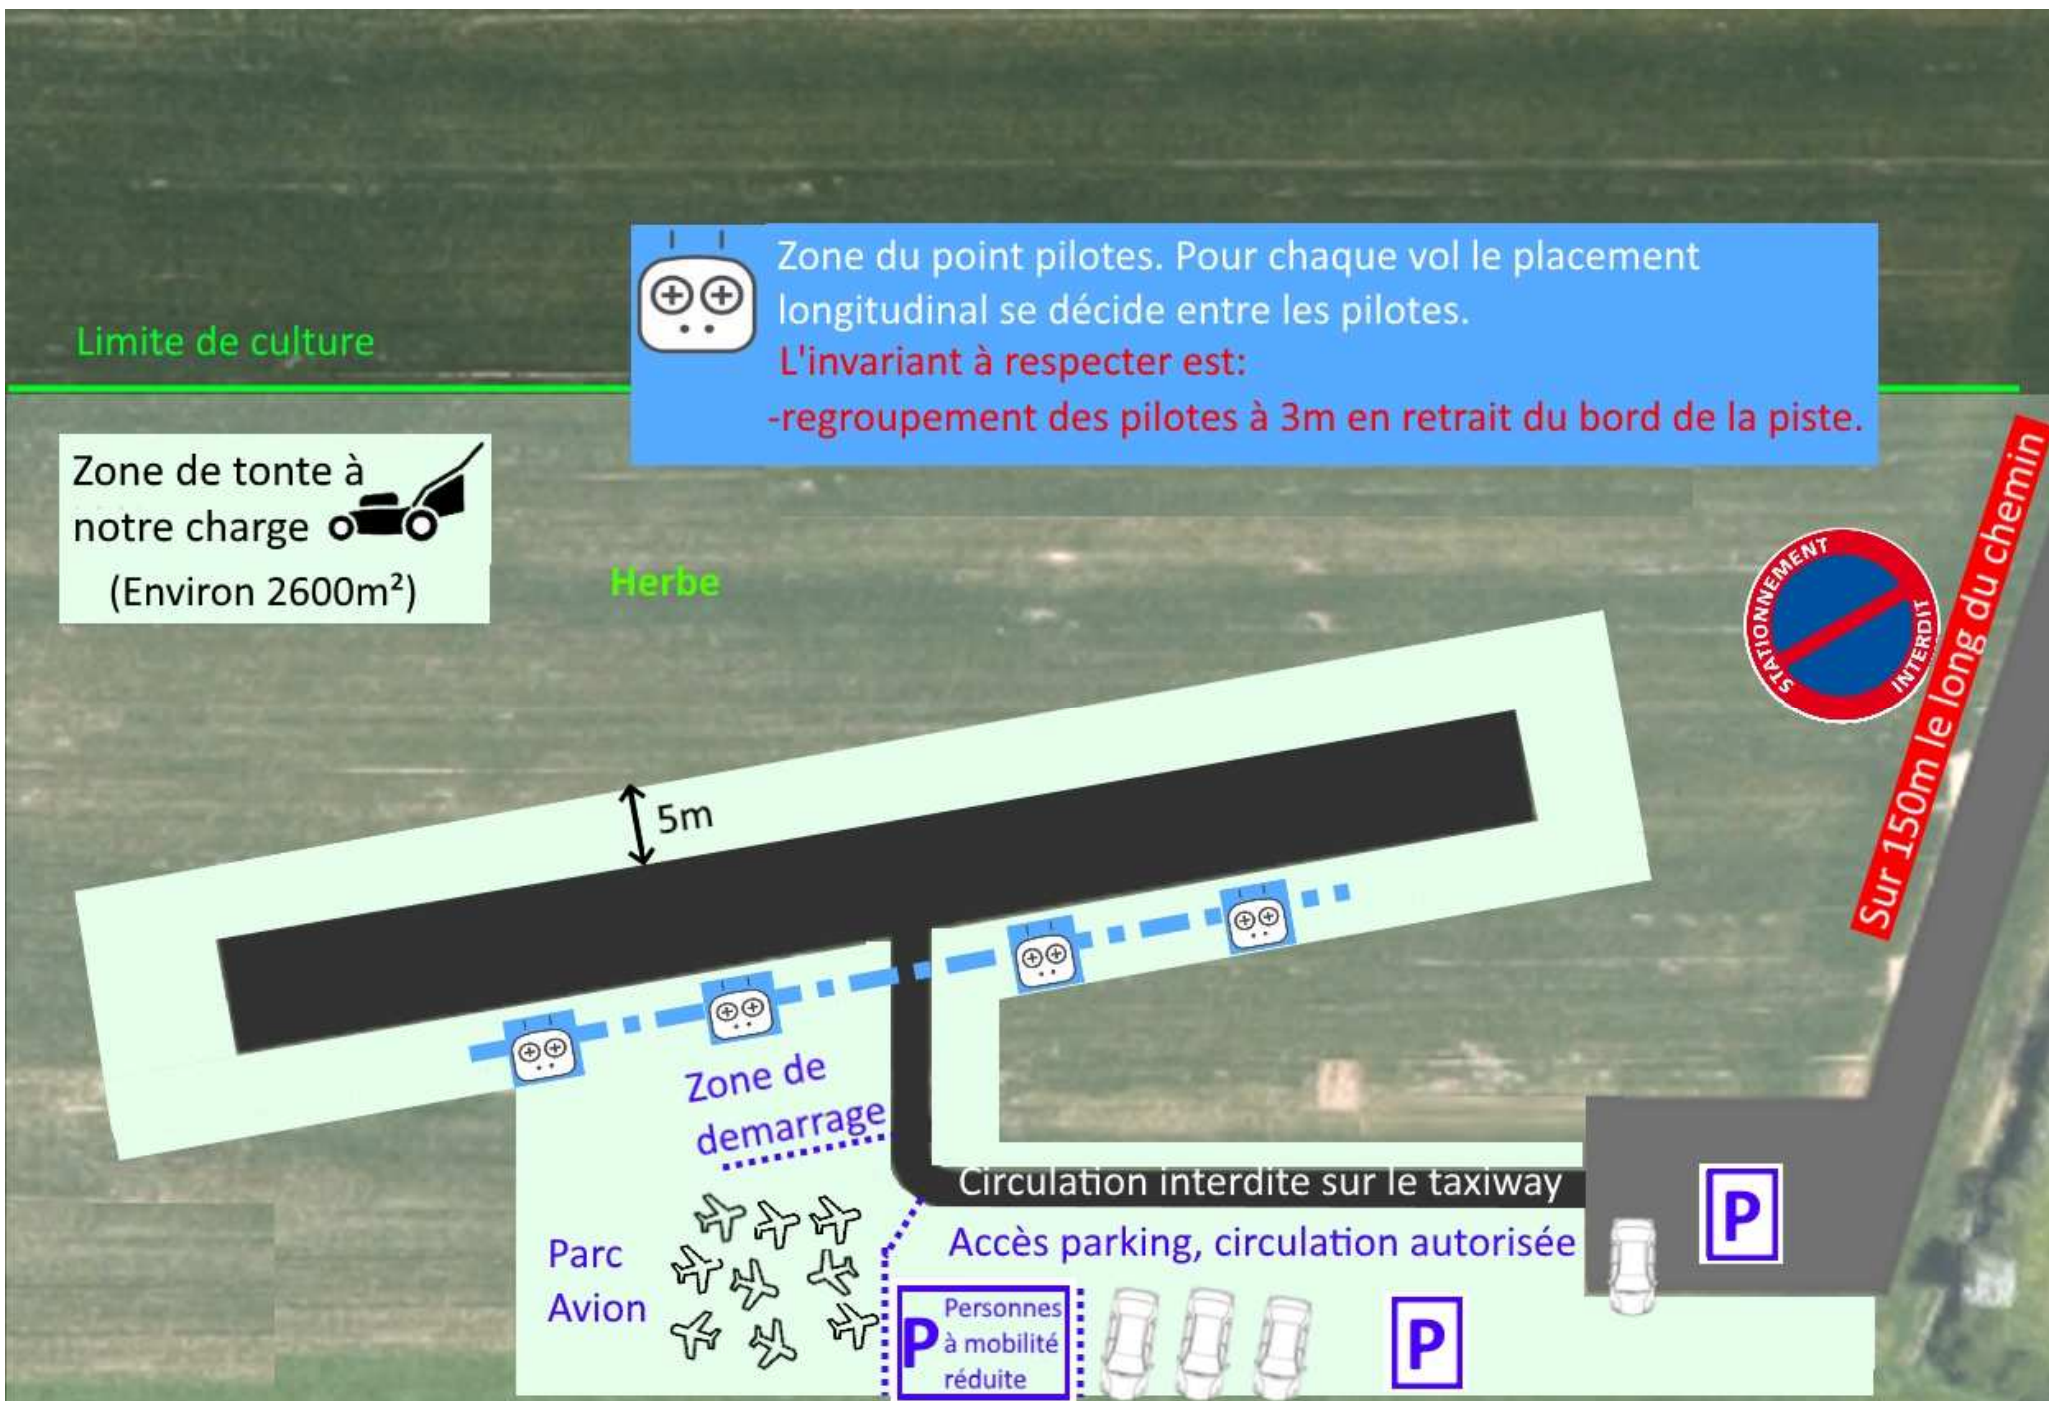 Zone du point pilotes. Pour chaque vol le placement
longitudinal se décide entre les pilotes.
L'invariant à respecter est:
-regroupement des pilotes à 3m en retrait du bord de la piste.
Limite de culture
Zone de tonte à
notre charge
(Environ 2600m²)
Herbe
STATIONNEMENT
INTERDIT
Sur 150m le long du chemin
5m
Zone de
demarrage
Circulation interdite sur le taxiway
P
Accès parking, circulation autorisée
Parc
Avion
P
Personnes
à mobilité
réduite
P